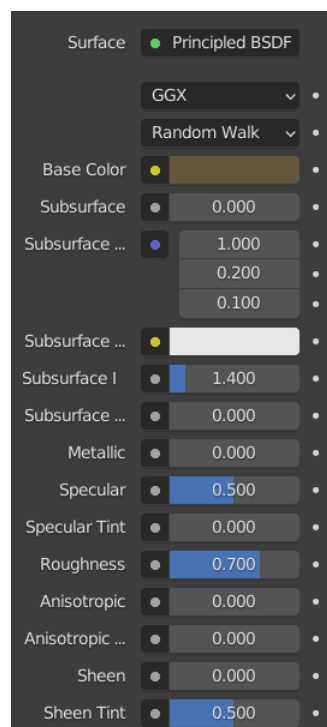 Surface Principled BSDF
GGX
Random Walk
Base Color
Subsurface 0.000
Subsurface ... 1.000
0.200
0.100
Subsurface ...
Subsurface I 1.400
Subsurface ... 0.000
Metallic 0.000
Specular 0.500
Specular Tint 0.000
Roughness 0.700
Anisotropic 0.000
Anisotropic ... 0.000
Sheen 0.000
Sheen Tint 0.500